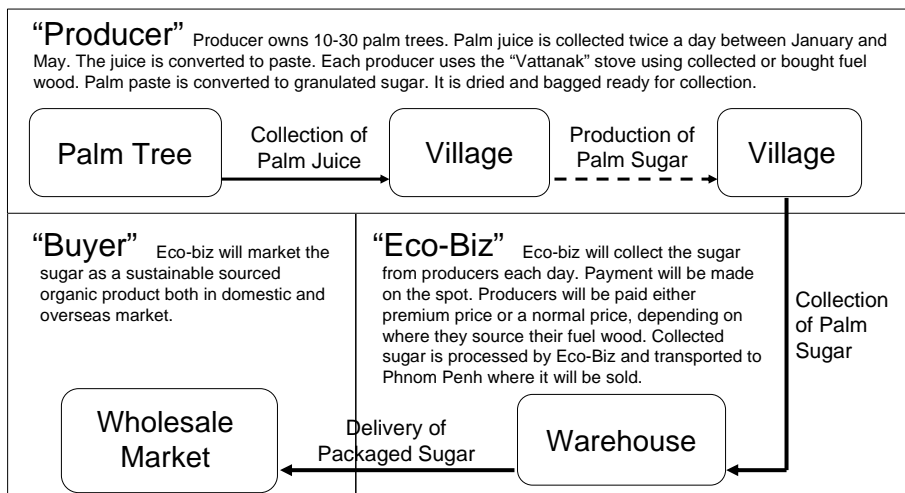 “Producer” Producer owns 10-30 palm trees. Palm juice is collected twice a day between January and
May. The juice is converted to paste. Each producer uses the “Vattanak” stove using collected or bought fuel
wood. Palm paste is converted to granulated sugar. It is dried and bagged ready for collection.
Palm Tree
Collection of
Palm Juice
Village
Production of
Palm Sugar
Village
“Buyer” Eco-biz will market the
sugar as a sustainable sourced
organic product both in domestic and
overseas market.
“Eco-Biz” Eco-biz will collect the sugar
from producers each day. Payment will be made
on the spot. Producers will be paid either
premium price or a normal price, depending on
where they source their fuel wood. Collected
sugar is processed by Eco-Biz and transported to
Phnom Penh where it will be sold.
Collection
of Palm
Sugar
Wholesale
Market
Delivery of
Packaged Sugar
Warehouse